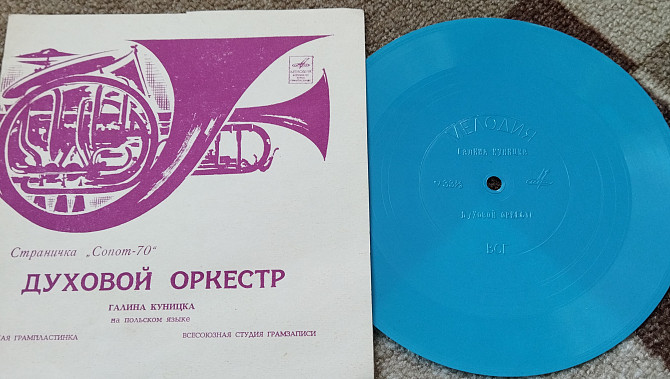 МЕЛОДИЯ
Страничка „Сопот-70“
ДУХОВОЙ ОРКЕСТР
ГАЛИНА КУНИЦКА
на польском языке
АЯ ГРАМПЛАСТИНКА
ВСЕСОЮЗНАЯ СТУДИЯ ГРАМЗАПИСИ
МЕЛОДИЯ
ГАЛИНА КУНИЦКА
ДУХОВОЙ ОРКЕСТР
ВСГ